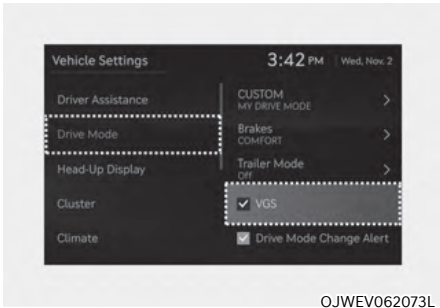 Vehicle Settings
3:42 PM
Wed, Nov. 2
Driver Assistance
Drive Mode
Head-Up Display
Cluster
Climate
CUSTOM
MY DRIVE MODE
Brakes
COMFORT
Trailer Mode
Off
VGS
Drive Mode Change Alert
OJWEV062073L